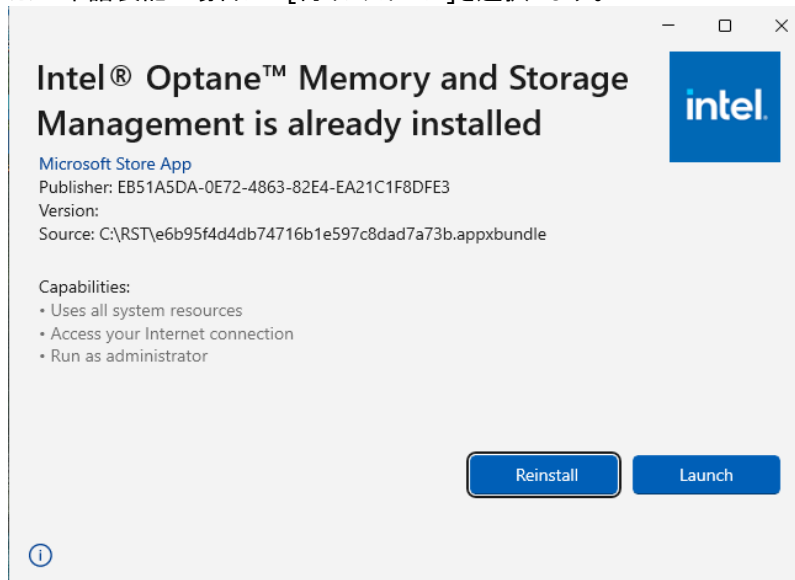 Intel® Optane™ Memory and Storage
Management is already installed
intel.
Microsoft Store App
Publisher: EB51A5DA-0E72-4863-82E4-EA21C1F8DFE3
Version:
Source: C:\RST\e6b95f4d4db74716b1e597c8dad7a73b.appxbundle
Capabilities:
• Uses all system resources
• Access your Internet connection
• Run as administrator
Reinstall
Launch